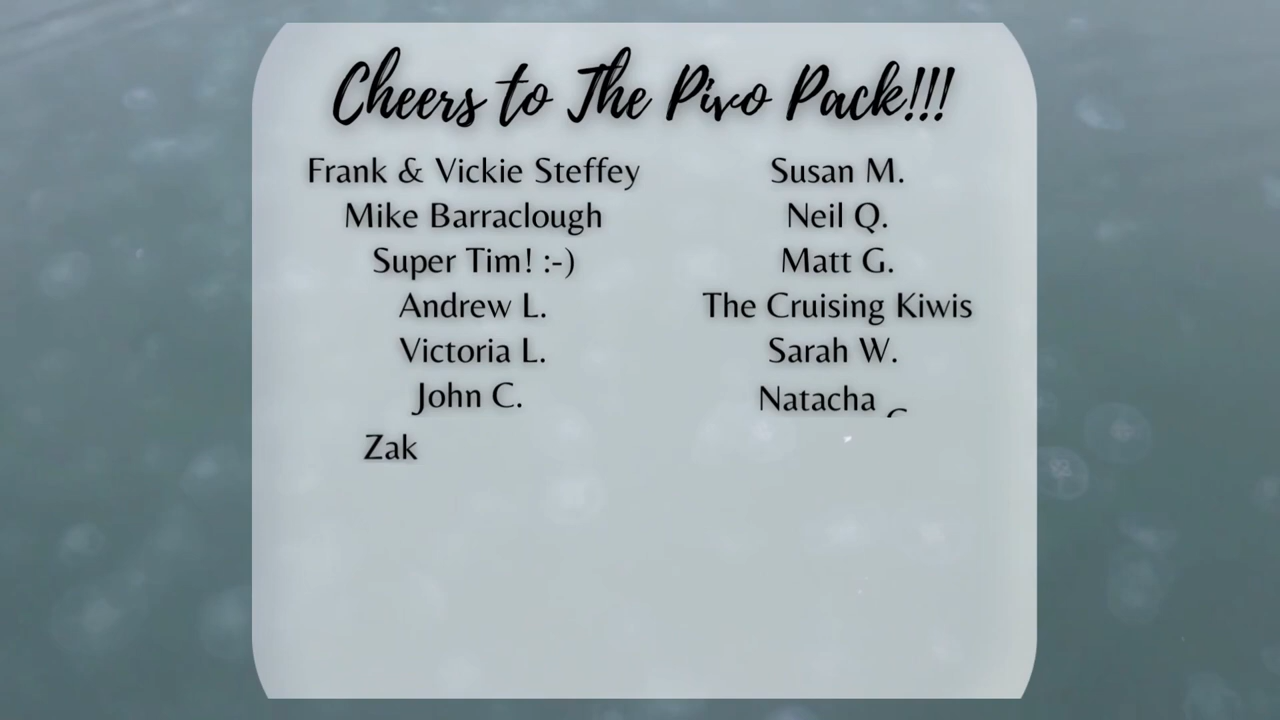 Cheers to The Pivo Pack!!!
Frank & Vickie Steffey
Mike Barraclough
Super Tim! :-)
Andrew L.
Victoria L.
John C.
Zak
Susan M.
Neil Q.
Matt G.
The Cruising Kiwis
Sarah W.
Natacha